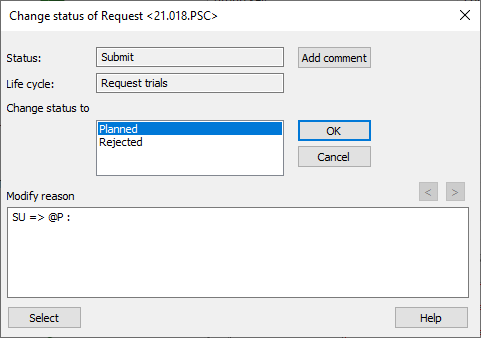 Change status of Request <21.018.PSC>
Status:
Submit
Add comment
Life cycle:
Request trials
Change status to
Planned
Rejected
OK
Cancel
Modify reason
< >
SU => @P :
Select
Help